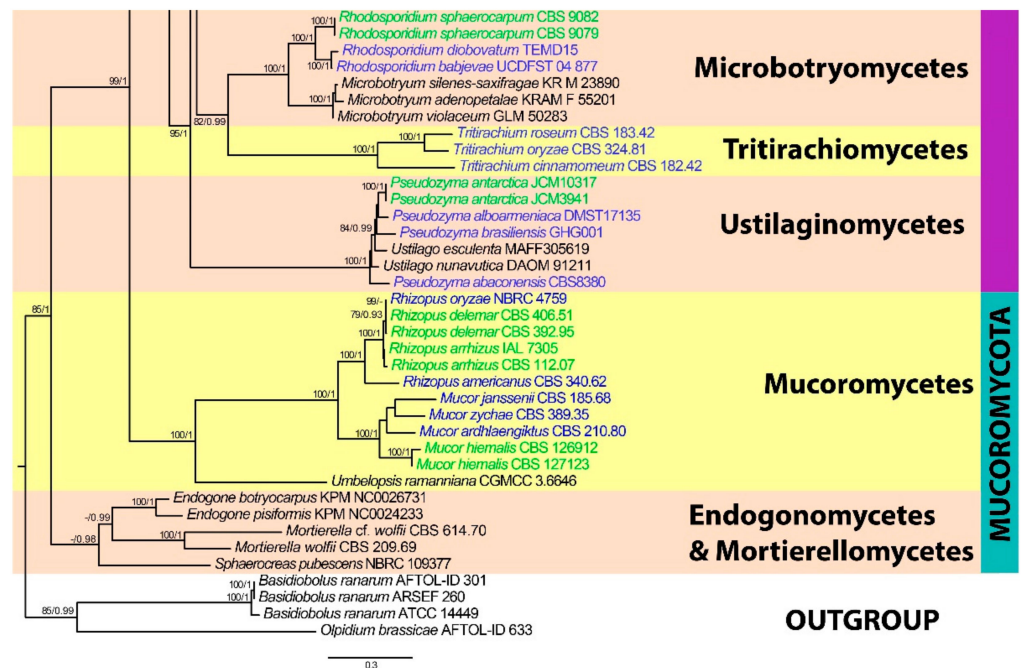 Rhodosporidium sphaerocarpum CBS 9082
100/1
Rhodosporidium sphaerocarpum CBS 9079
100/1
Rhodosporidium diobovatum TEMD15
100/1
Rhodosporidium babjevae UCDFST 04 877
100/1
Microbotryum silenes-saxifragae KR M 23890
Microbotryum adenopetalae KRAM F 55201
100/1
Microbotryum violaceum GLM 50283
Microbotryomycetes
99/1
82/0.99
95/1
Tritirachium roseum CBS 183.42
100/1
Tritirachium oryzae CBS 324.81
100/1
Tritirachium cinnamomeum CBS 182.42
Tritirachiomycetes
Pseudozyma antarctica JCM10317
100/1
Pseudozyma antarctica JCM3941
Pseudozyma alboarmeniaca DMST17135
84/0.99
Pseudozyma brasiliensis GHG001
Ustilago esculenta MAFF305619
100/1
Ustilago nunavutica DAOM 91211
Pseudozyma abaconensis CBS8380
Ustilaginomycetes
85/1
99/-
Rhizopus oryzae NBRC 4759
79/0.93
Rhizopus delemar CBS 406.51
100/1
Rhizopus delemar CBS 392.95
Rhizopus arrhizus IAL 7305
100/1
Rhizopus arrhizus CBS 112.07
Rhizopus americanus CBS 340.62
100/1
Mucor janssenii CBS 185.68
Mucor zychae CBS 389.35
100/1
Mucor ardhlaengiktus CBS 210.80
100/1
Mucor hiemalis CBS 126912
100/1
Mucor hiemalis CBS 127123
Umbelopsis ramanniana CGMCC 3.6646
Mucoromycetes
MUCOROMYCOTA
Endogone botryocarpus KPM NC0026731
100/1
Endogone pisiformis KPM NC0024233
-/0.99
Mortierella cf. wolfii CBS 614.70
-/0.98
100/1
Mortierella wolfii CBS 209.69
Sphaerocreas pubescens NBRC 109377
Endogonomycetes
& Mortierellomycetes
Basidiobolus ranarum AFTOL-ID 301
100/1
Basidiobolus ranarum ARSEF 260
100/1
Basidiobolus ranarum ATCC 14449
85/0.99
Olpidium brassicae AFTOL-ID 633
OUTGROUP
0.3